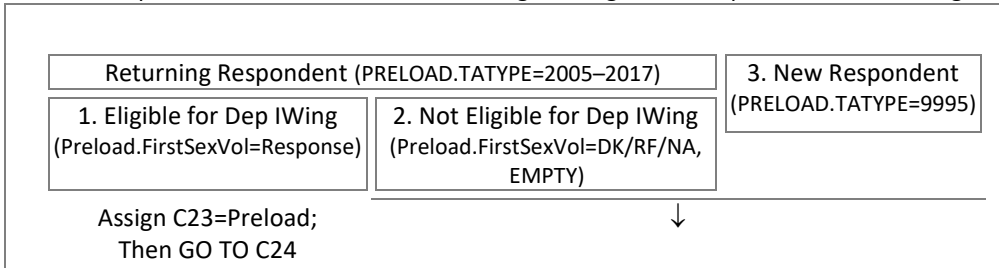 Returning Respondent (PRELOAD.TATYPE=2005–2017)
3. New Respondent
(PRELOAD.TATYPE=9995)
1. Eligible for Dep IWing
(Preload.FirstSexVol=Response)
2. Not Eligible for Dep IWing
(Preload.FirstSexVol=DK/RF/NA,
EMPTY)
Assign C23=Preload;
Then GO TO C24
↓